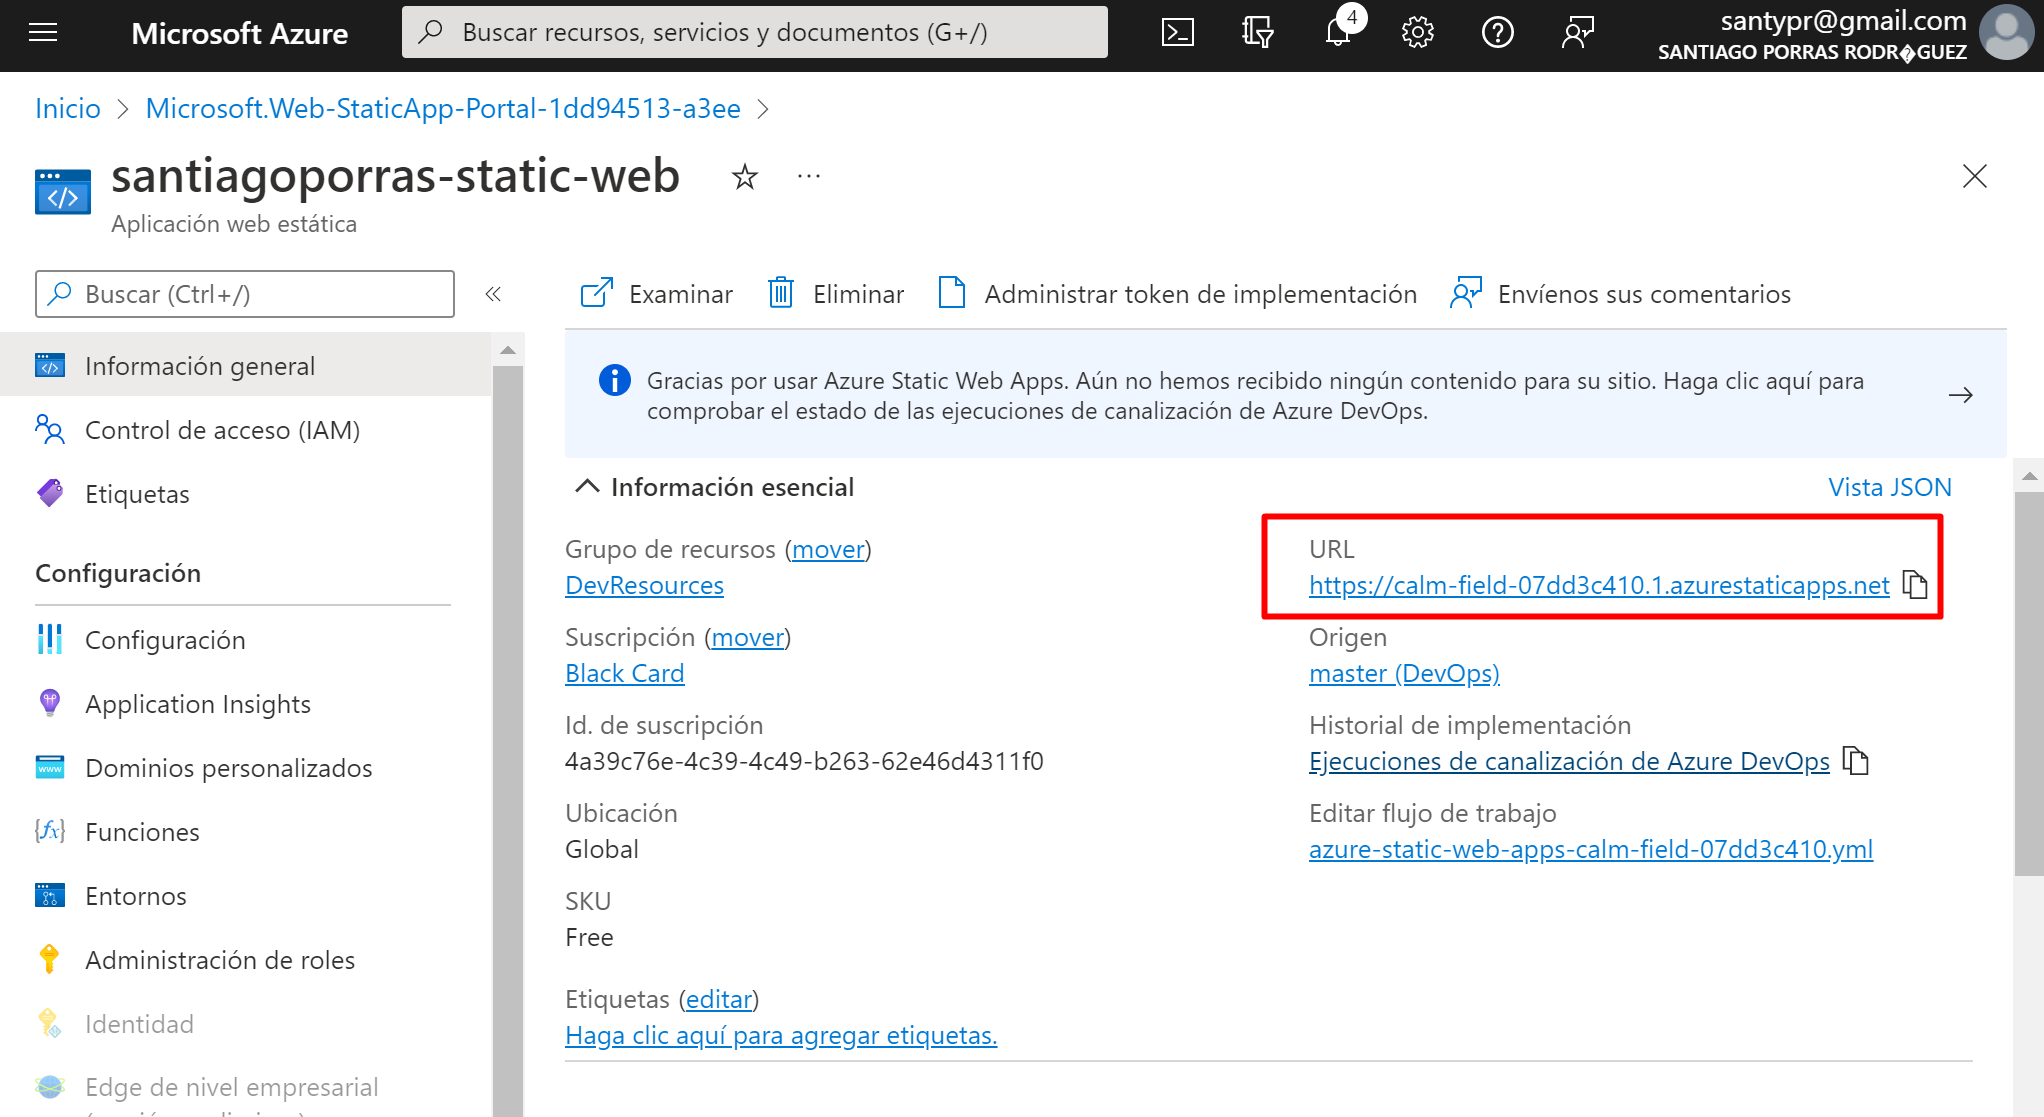 Microsoft Azure
Buscar recursos, servicios y documentos (G+/)
4
santypr@gmail.com
SANTIAGO PORRAS RODR�GUEZ
Inicio > Microsoft.Web-StaticApp-Portal-1dd94513-a3ee >
santiagoporras-static-web
Aplicación web estática
Buscar (Ctrl+/)
Información general
Control de acceso (IAM)
Etiquetas
Configuración
Configuración
Application Insights
Dominios personalizados
Funciones
Entornos
Administración de roles
Identidad
Edge de nivel empresarial
Examinar
Eliminar
Administrar token de implementación
Envíenos sus comentarios
Gracias por usar Azure Static Web Apps. Aún no hemos recibido ningún contenido para su sitio. Haga clic aquí para
comprobar el estado de las ejecuciones de canalización de Azure DevOps.
Información esencial
Vista JSON
Grupo de recursos (mover)
DevResources
Suscripción (mover)
Black Card
Id. de suscripción
4a39c76e-4c39-4c49-b263-62e46d4311f0
Ubicación
Global
SKU
Free
Etiquetas (editar)
Haga clic aquí para agregar etiquetas.
URL
https://calm-field-07dd3c410.1.azurestaticapps.net
Origen
master (DevOps)
Historial de implementación
Ejecuciones de canalización de Azure DevOps
Editar flujo de trabajo
azure-static-web-apps-calm-field-07dd3c410.yml